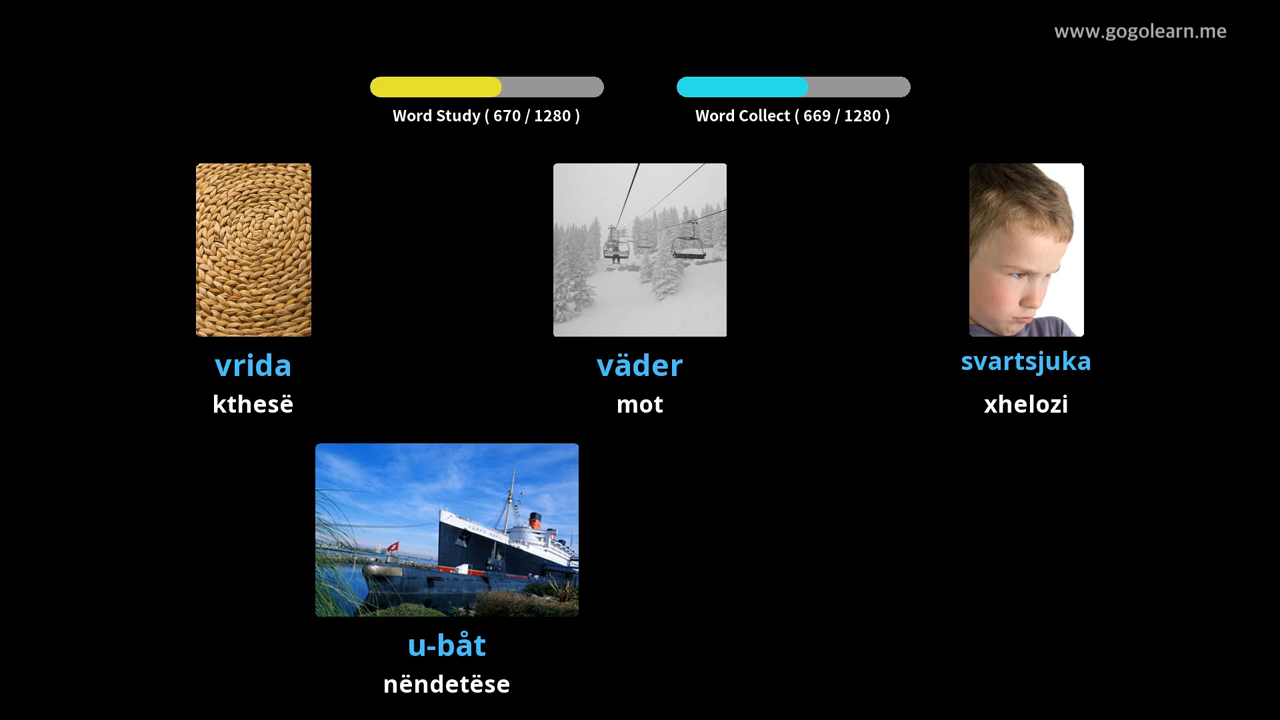 www.gogolearn.me
Word Study ( 670 / 1280 )
Word Collect ( 669 / 1280 )
vrida
kthesë
väder
mot
svartsjuka
xhelozi
u-båt
nëndetëse